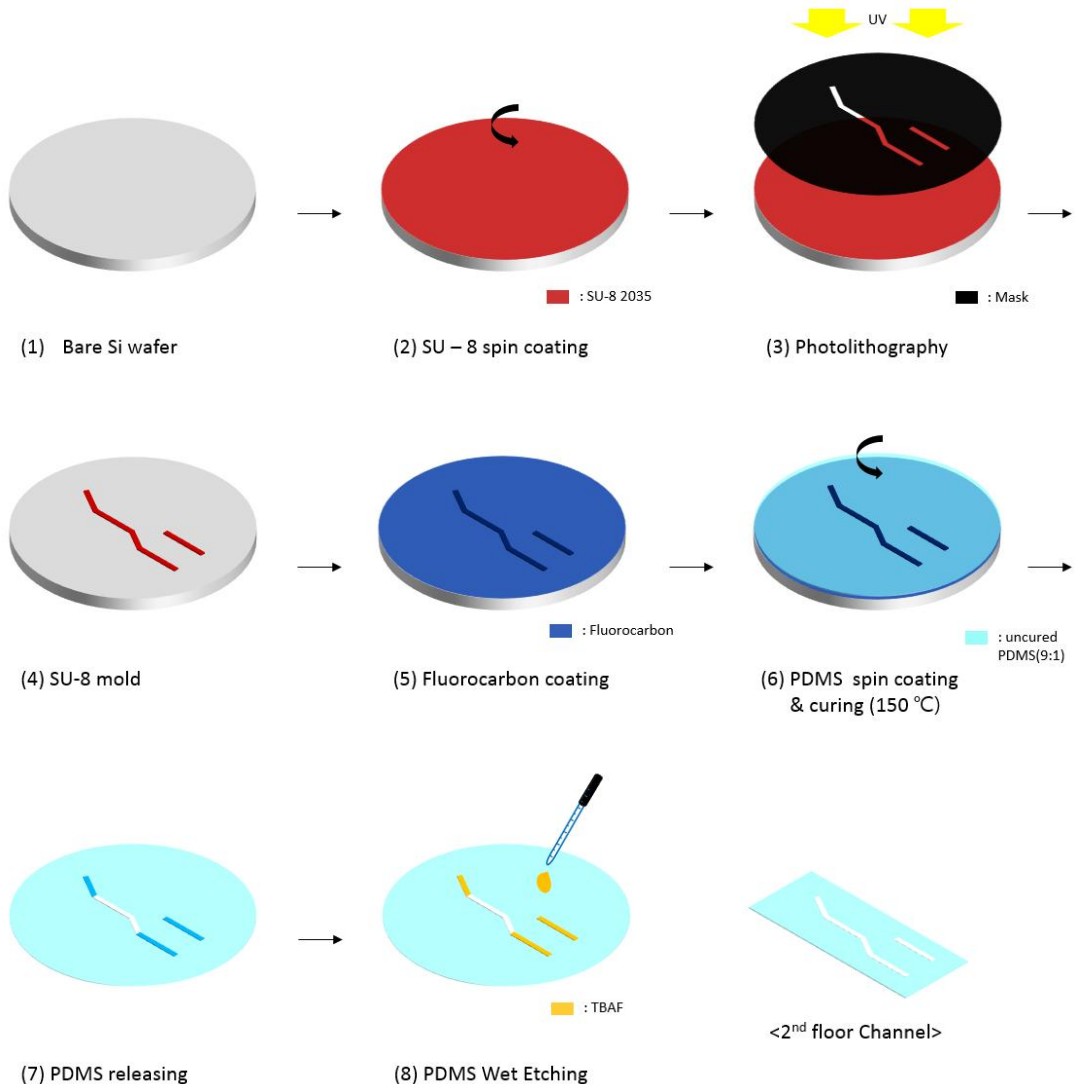 UV
: SU-8 2035
: Mask
(1) Bare Si wafer
(2) SU – 8 spin coating
(3) Photolithography
: Fluorocarbon
: uncured
PDMS(9:1)
(4) SU-8 mold
(5) Fluorocarbon coating
(6) PDMS spin coating
& curing (150 ℃)
: TBAF
<2nd floor Channel>
(7) PDMS releasing
(8) PDMS Wet Etching